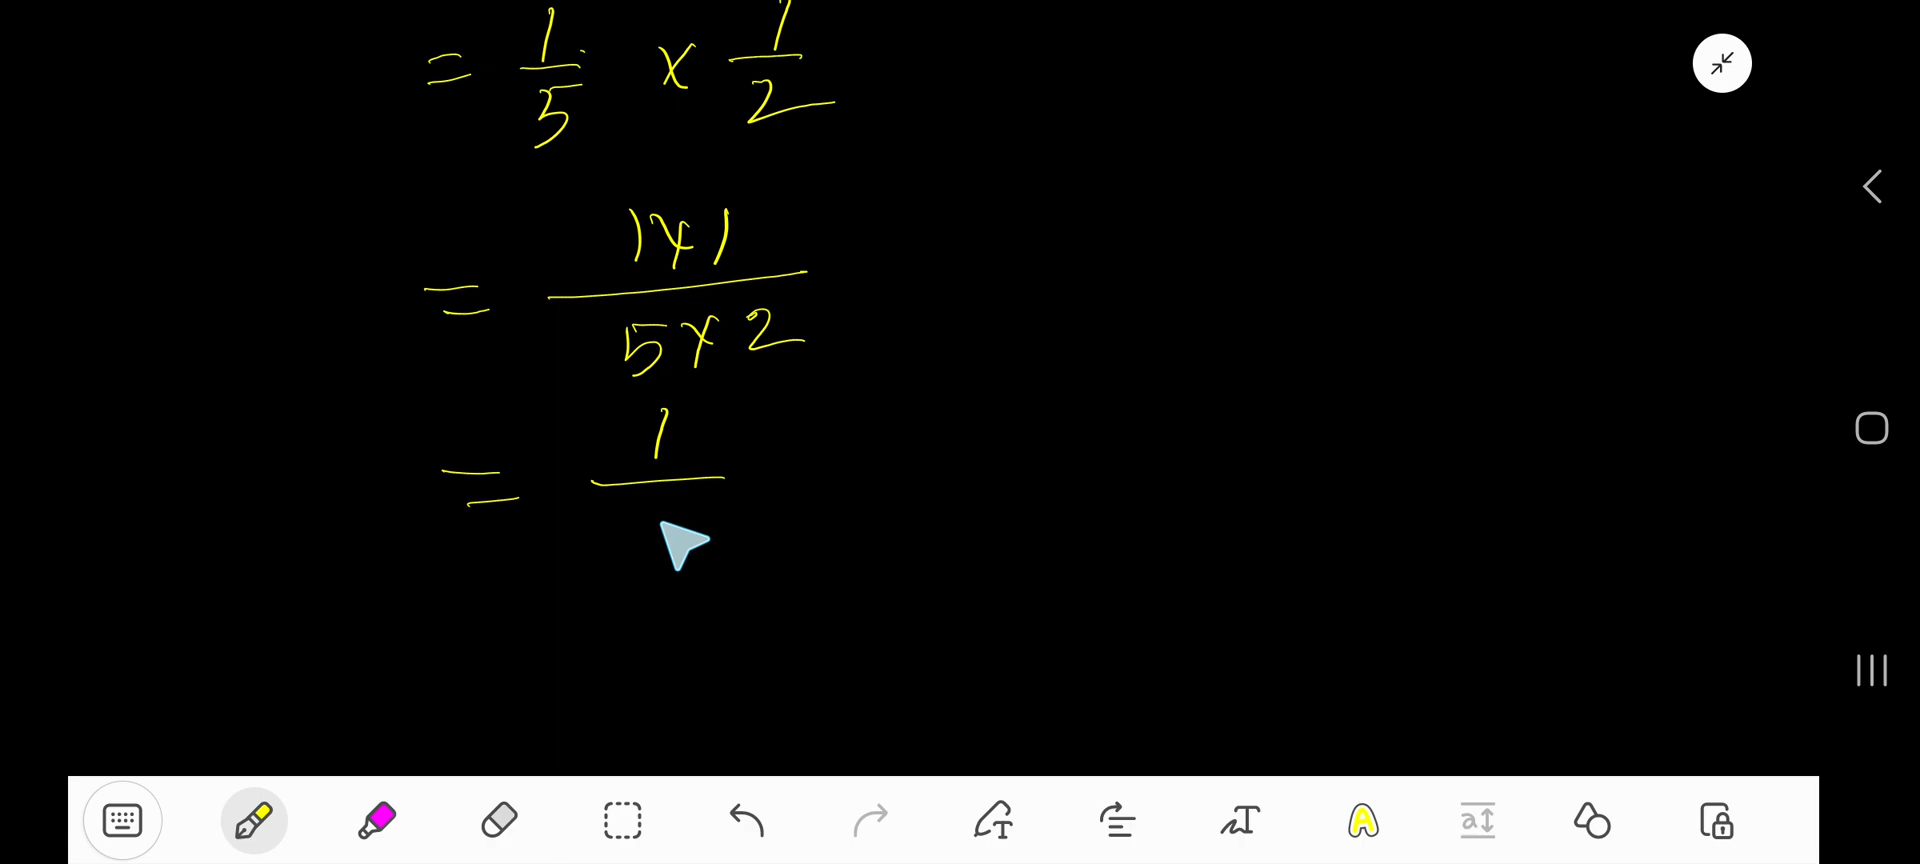 = 1/5 x 1/2
= 1x1 / 5x2
= 1/